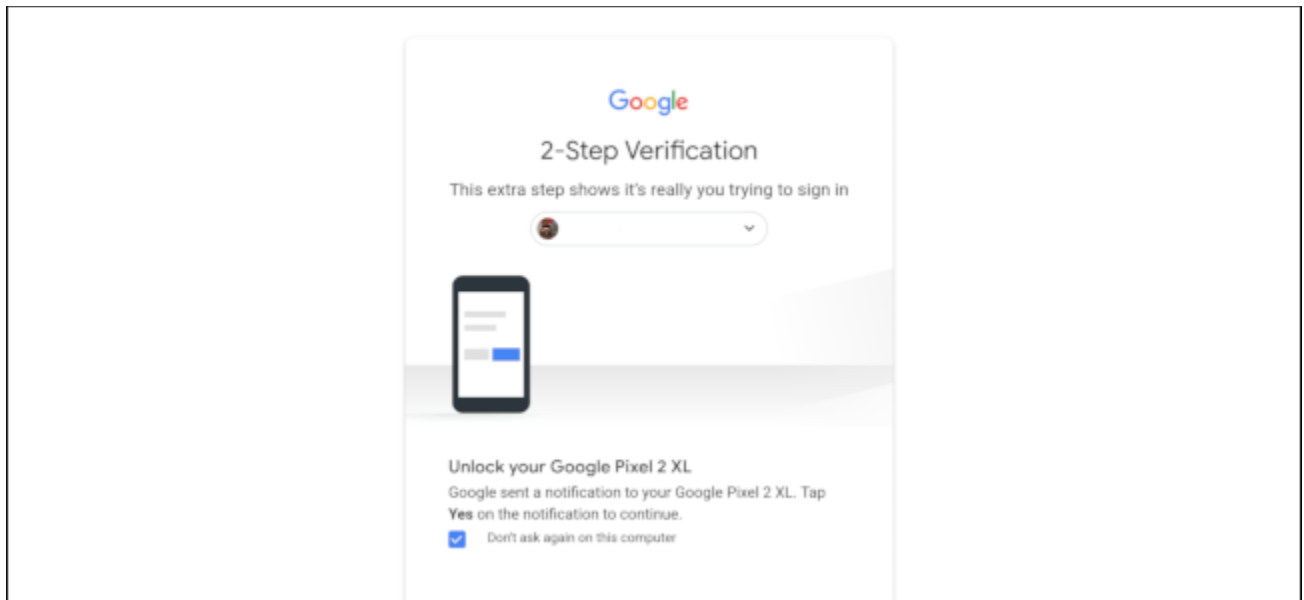 Google
2-Step Verification
This extra step shows it's really you trying to sign in
Unlock your Google Pixel 2 XL
Google sent a notification to your Google Pixel 2 XL. Tap
Yes on the notification to continue.
Don't ask again on this computer